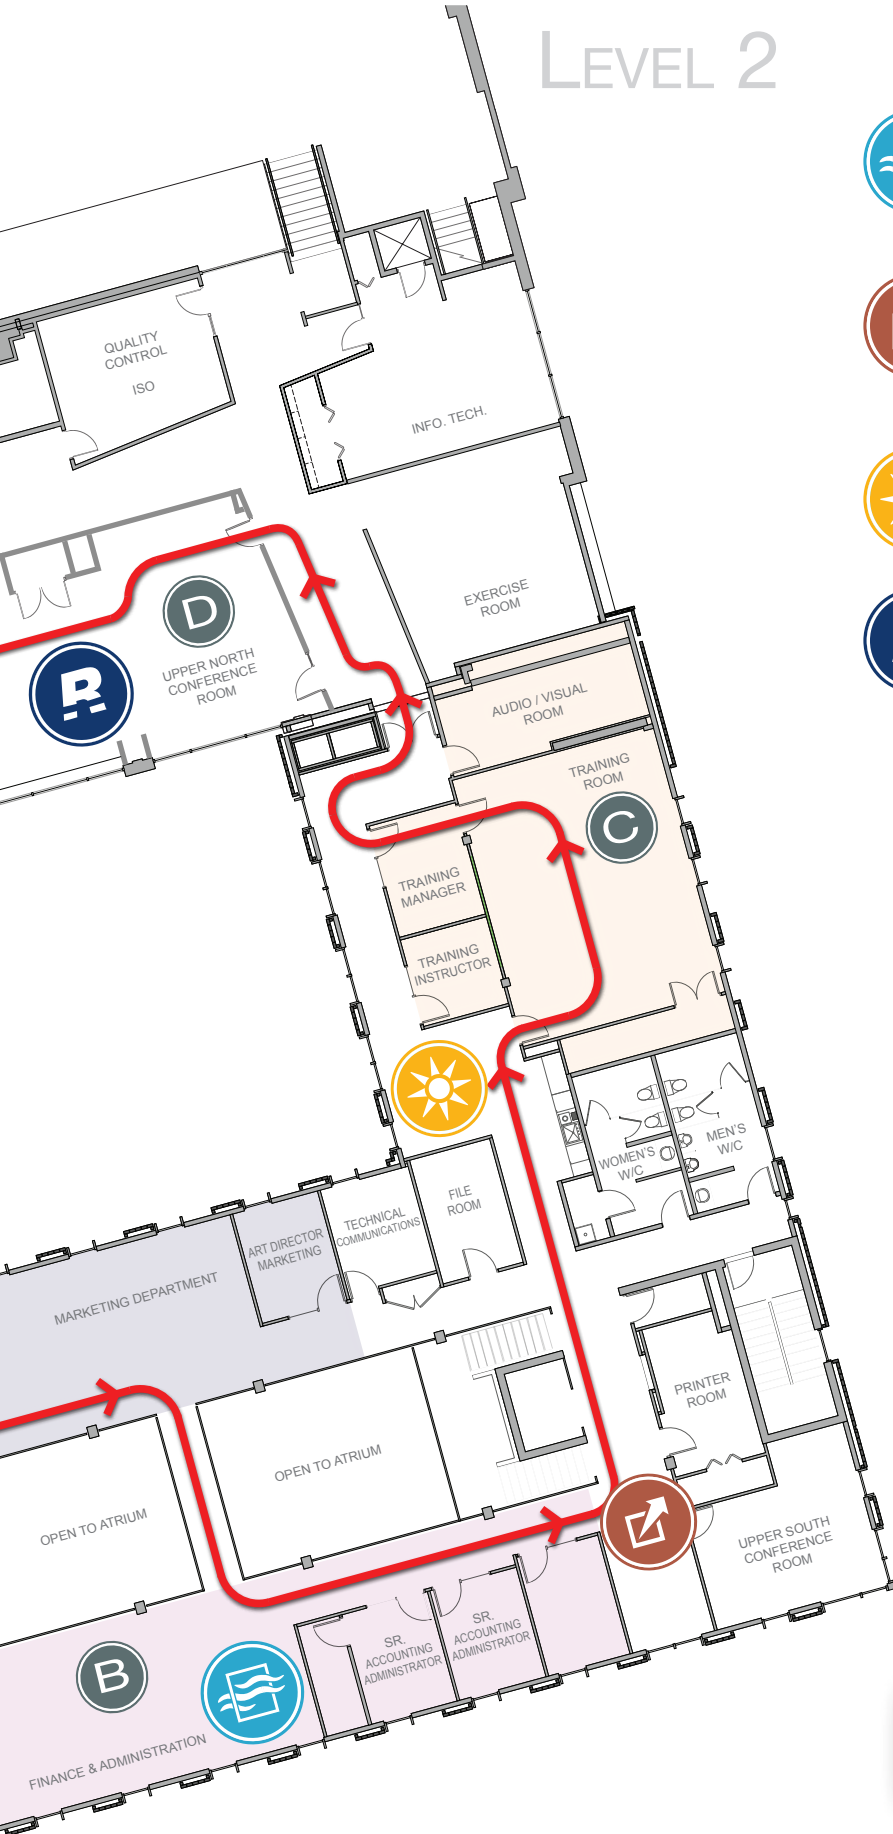 LEVEL 2
QUALITY
CONTROL
ISO
INFO. TECH.
EXERCISE
ROOM
D
UPPER NORTH
CONFERENCE
ROOM
R
AUDIO / VISUAL
ROOM
TRAINING
ROOM
C
TRAINING
MANAGER
TRAINING
INSTRUCTOR
WOMEN'S
W/C
MEN'S
W/C
FILE
ROOM
TECHNICAL
COMMUNICATIONS
ART DIRECTOR
MARKETING
MARKETING DEPARTMENT
PRINTER
ROOM
OPEN TO ATRIUM
OPEN TO ATRIUM
UPPER SOUTH
CONFERENCE
ROOM
SR.
ACCOUNTING
ADMINISTRATOR
SR.
ACCOUNTING
ADMINISTRATOR
B
FINANCE & ADMINISTRATION